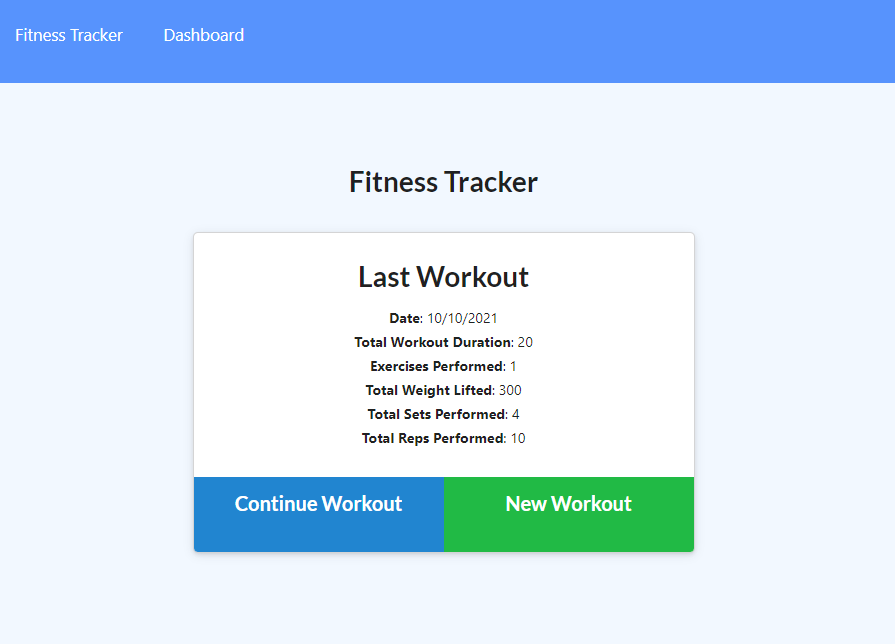 Fitness Tracker Dashboard
Fitness Tracker
Last Workout
Date: 10/10/2021
Total Workout Duration: 20
Exercises Performed: 1
Total Weight Lifted: 300
Total Sets Performed: 4
Total Reps Performed: 10
Continue Workout New Workout